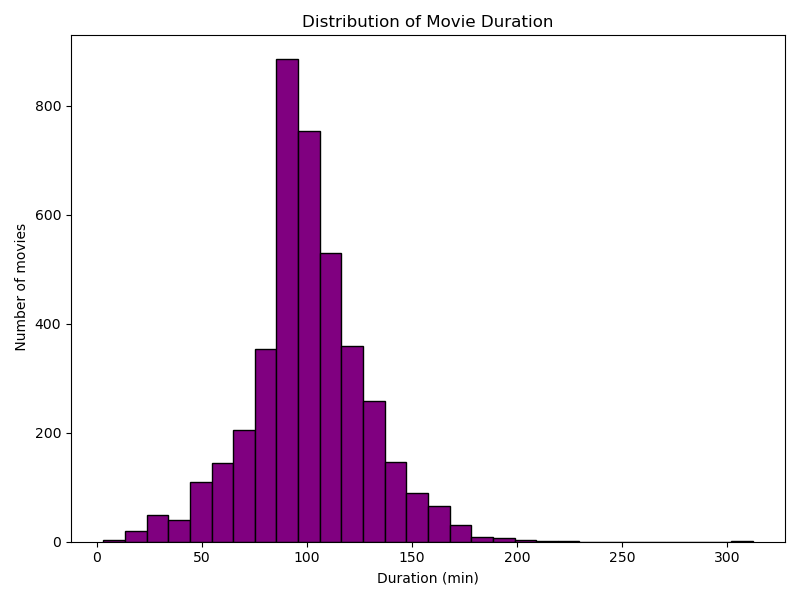 Distribution of Movie Duration
Number of movies
800
600
400
200
0
0 50 100 150 200 250 300
Duration (min)